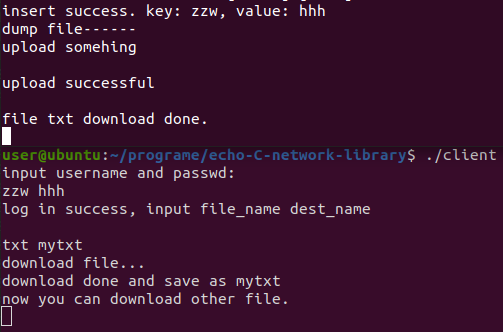 insert success. key: zzw, value: hhh
dump file------
upload somehing
upload successful
file txt download done.
user@ubuntu:~/programe/echo-C-network-library$ ./client
input username and passwd:
zzw hhh
log in success, input file_name dest_name
txt mytxt
download file...
download done and save as mytxt
now you can download other file.